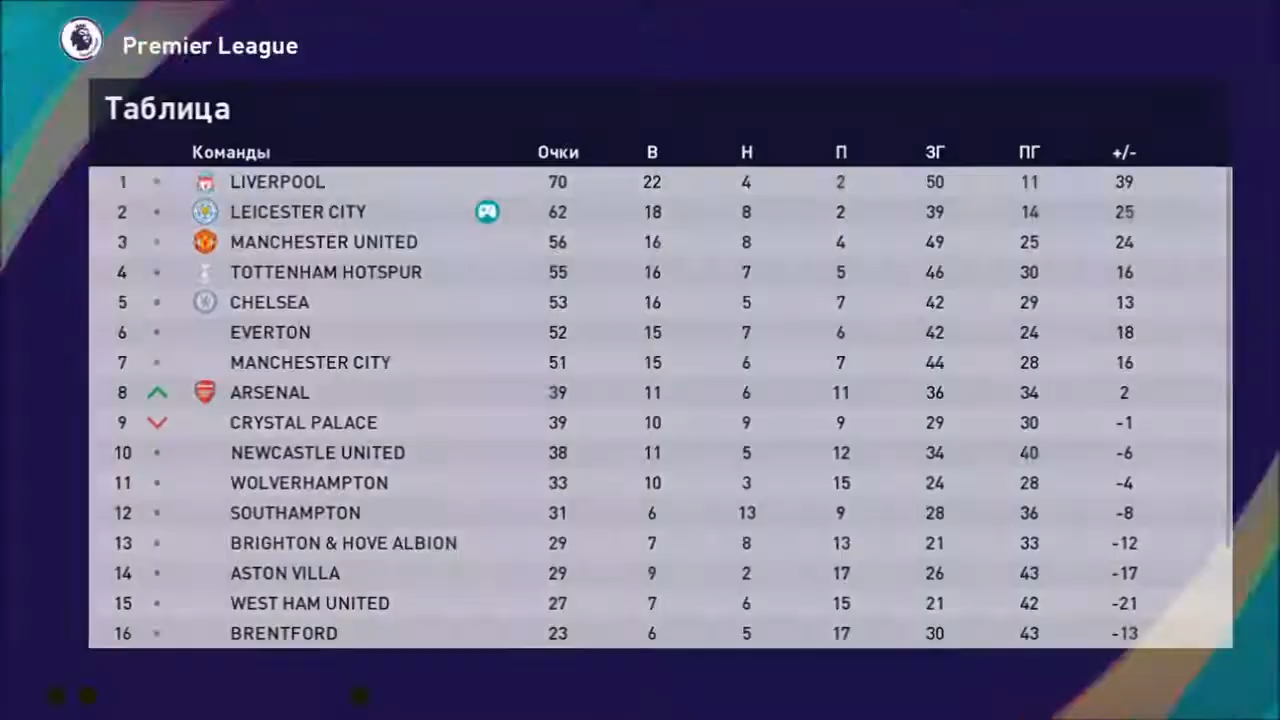 Premier League
Таблица
Команды Очки В Н П ЗГ ПГ +/-
1 LIVERPOOL 70 22 4 2 50 11 39
2 LEICESTER CITY 62 18 8 2 39 14 25
3 MANCHESTER UNITED 56 16 8 4 49 25 24
4 TOTTENHAM HOTSPUR 55 16 7 5 46 30 16
5 CHELSEA 53 16 5 7 42 29 13
6 EVERTON 52 15 7 6 42 24 18
7 MANCHESTER CITY 51 15 6 7 44 28 16
8 ARSENAL 39 11 6 11 36 34 2
9 CRYSTAL PALACE 39 10 9 9 29 30 -1
10 NEWCASTLE UNITED 38 11 5 12 34 40 -6
11 WOLVERHAMPTON 33 10 3 15 24 28 -4
12 SOUTHAMPTON 31 6 13 9 28 36 -8
13 BRIGHTON & HOVE ALBION 29 7 8 13 21 33 -12
14 ASTON VILLA 29 9 2 17 26 43 -17
15 WEST HAM UNITED 27 7 6 15 21 42 -21
16 BRENTFORD 23 6 5 17 30 43 -13